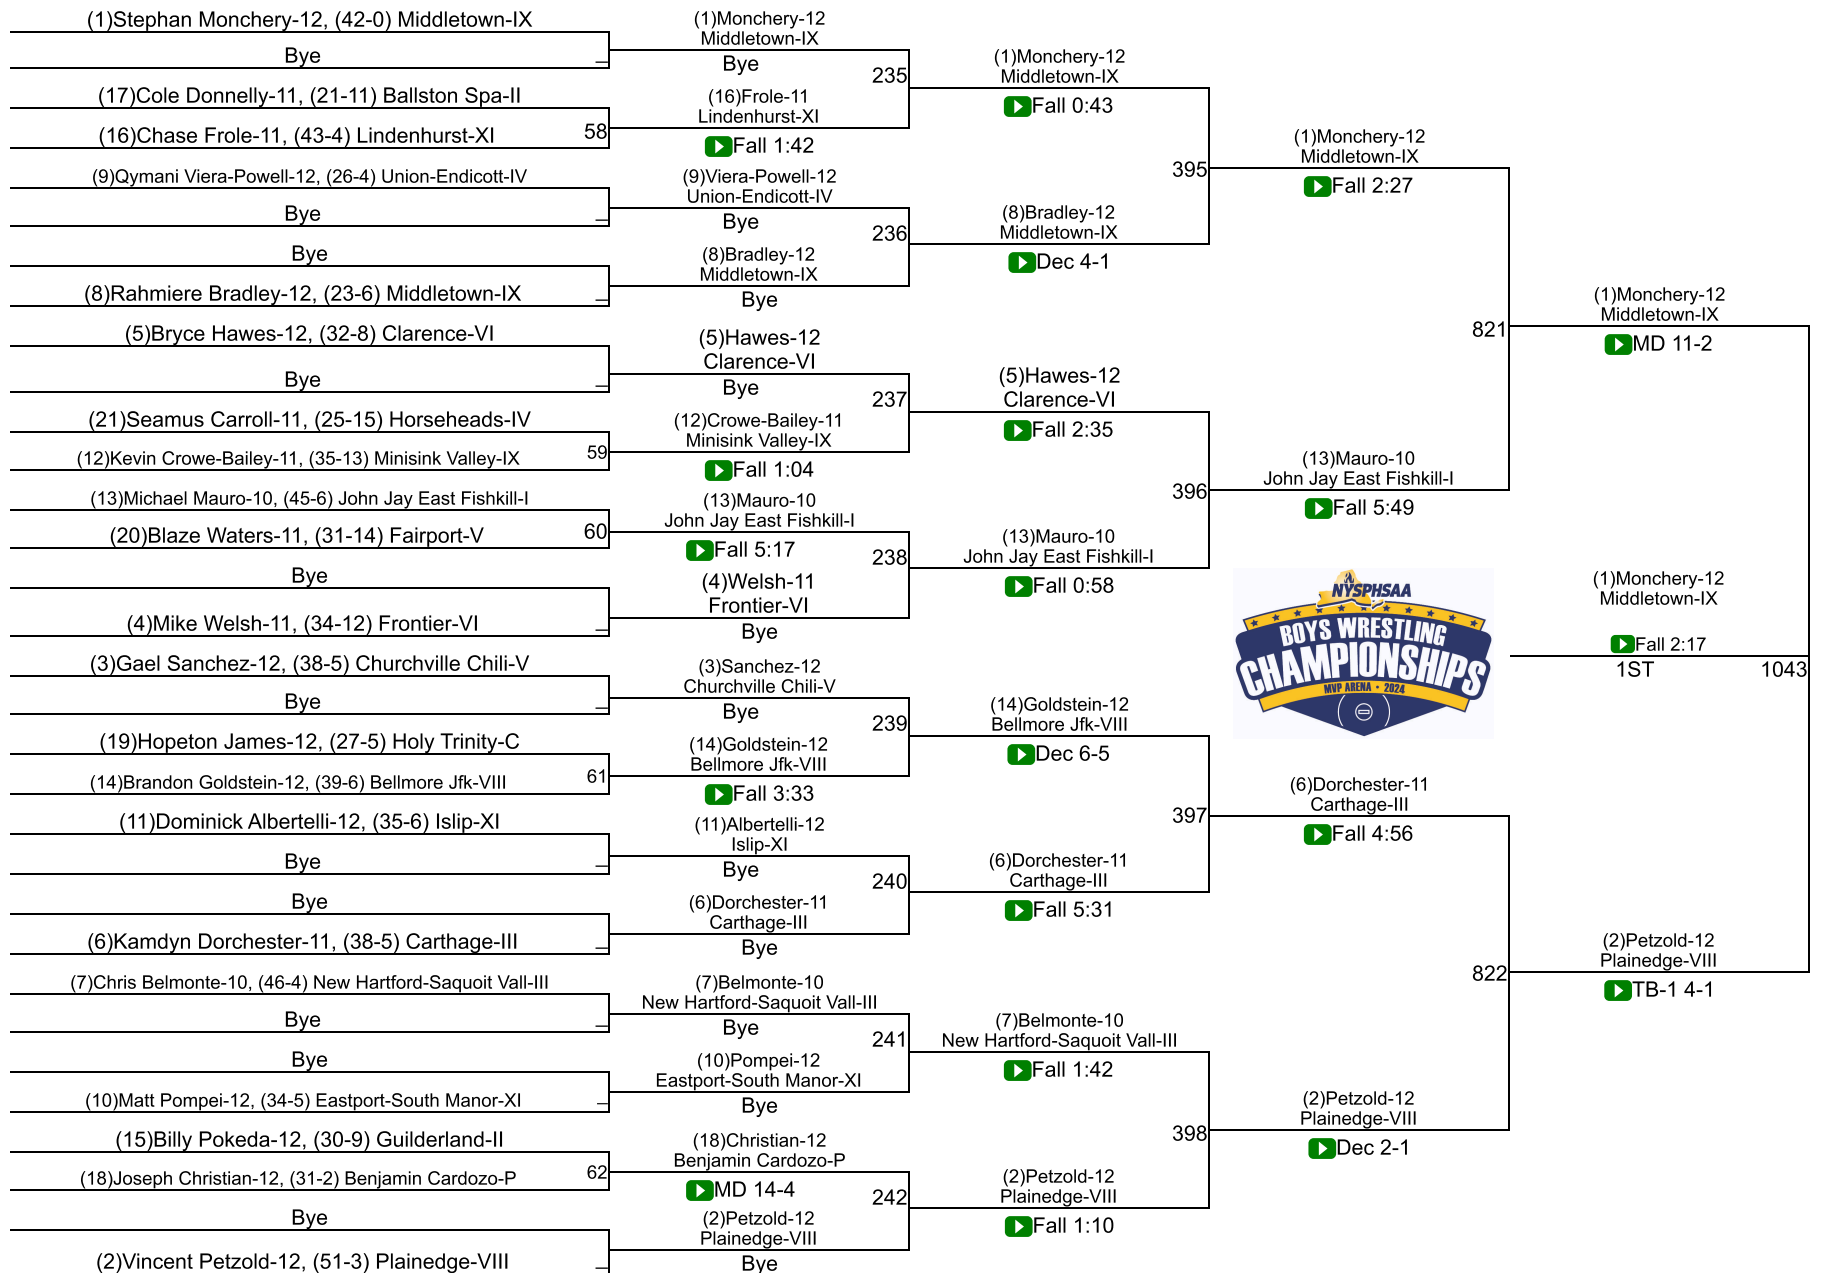 (1)Stephan Monchery-12, (42-0) Middletown-IX
Bye
(17)Cole Donnelly-11, (21-11) Ballston Spa-II
(16)Chase Frole-11, (43-4) Lindenhurst-XI
58
(9)Qymani Viera-Powell-12, (26-4) Union-Endicott-IV
Bye
Bye
(8)Rahmiere Bradley-12, (23-6) Middletown-IX
(5)Bryce Hawes-12, (32-8) Clarence-VI
Bye
(21)Seamus Carroll-11, (25-15) Horseheads-IV
(12)Kevin Crowe-Bailey-11, (35-13) Minisink Valley-IX
59
(13)Michael Mauro-10, (45-6) John Jay East Fishkill-I
(20)Blaze Waters-11, (31-14) Fairport-V
60
Bye
(4)Mike Welsh-11, (34-12) Frontier-VI
(3)Gael Sanchez-12, (38-5) Churchville Chili-V
Bye
(19)Hopeton James-12, (27-5) Holy Trinity-C
(14)Brandon Goldstein-12, (39-6) Bellmore Jfk-VIII
61
(11)Dominick Albertelli-12, (35-6) Islip-XI
Bye
Bye
(6)Kamdyn Dorchester-11, (38-5) Carthage-III
(7)Chris Belmonte-10, (46-4) New Hartford-Saquoit Vall-III
Bye
Bye
(10)Matt Pompei-12, (34-5) Eastport-South Manor-XI
(15)Billy Pokeda-12, (30-9) Guilderland-II
(18)Joseph Christian-12, (31-2) Benjamin Cardozo-P
62
Bye
(2)Vincent Petzold-12, (51-3) Plainedge-VIII
(1)Monchery-12
Middletown-IX
Bye
235
(16)Frole-11
Lindenhurst-XI
Fall 1:42
(9)Viera-Powell-12
Union-Endicott-IV
Bye
236
(8)Bradley-12
Middletown-IX
Bye
(5)Hawes-12
Clarence-VI
Bye
237
(12)Crowe-Bailey-11
Minisink Valley-IX
Fall 1:04
(13)Mauro-10
John Jay East Fishkill-I
Fall 5:17
238
(4)Welsh-11
Frontier-VI
Bye
(3)Sanchez-12
Churchville Chili-V
Bye
239
(14)Goldstein-12
Bellmore Jfk-VIII
Fall 3:33
(11)Albertelli-12
Islip-XI
Bye
240
(6)Dorchester-11
Carthage-III
Bye
(7)Belmonte-10
New Hartford-Saquoit Vall-III
Bye
241
(10)Pompei-12
Eastport-South Manor-XI
Bye
(18)Christian-12
Benjamin Cardozo-P
MD 14-4
242
(2)Petzold-12
Plainedge-VIII
Bye
(1)Monchery-12
Middletown-IX
Fall 0:43
395
(8)Bradley-12
Middletown-IX
Dec 4-1
(5)Hawes-12
Clarence-VI
Fall 2:35
396
(13)Mauro-10
John Jay East Fishkill-I
Fall 0:58
(14)Goldstein-12
Bellmore Jfk-VIII
Dec 6-5
397
(6)Dorchester-11
Carthage-III
Fall 5:31
(7)Belmonte-10
New Hartford-Saquoit Vall-III
Fall 1:42
398
(2)Petzold-12
Plainedge-VIII
Fall 1:10
(1)Monchery-12
Middletown-IX
Fall 2:27
821
(13)Mauro-10
John Jay East Fishkill-I
Fall 5:49
NYSPHSAA
BOYS WRESTLING
CHAMPIONSHIPS
MVP ARENA • 2024
(6)Dorchester-11
Carthage-III
Fall 4:56
822
(2)Petzold-12
Plainedge-VIII
Dec 2-1
(1)Monchery-12
Middletown-IX
MD 11-2
(1)Monchery-12
Middletown-IX
Fall 2:17
1ST
1043
(2)Petzold-12
Plainedge-VIII
TB-1 4-1